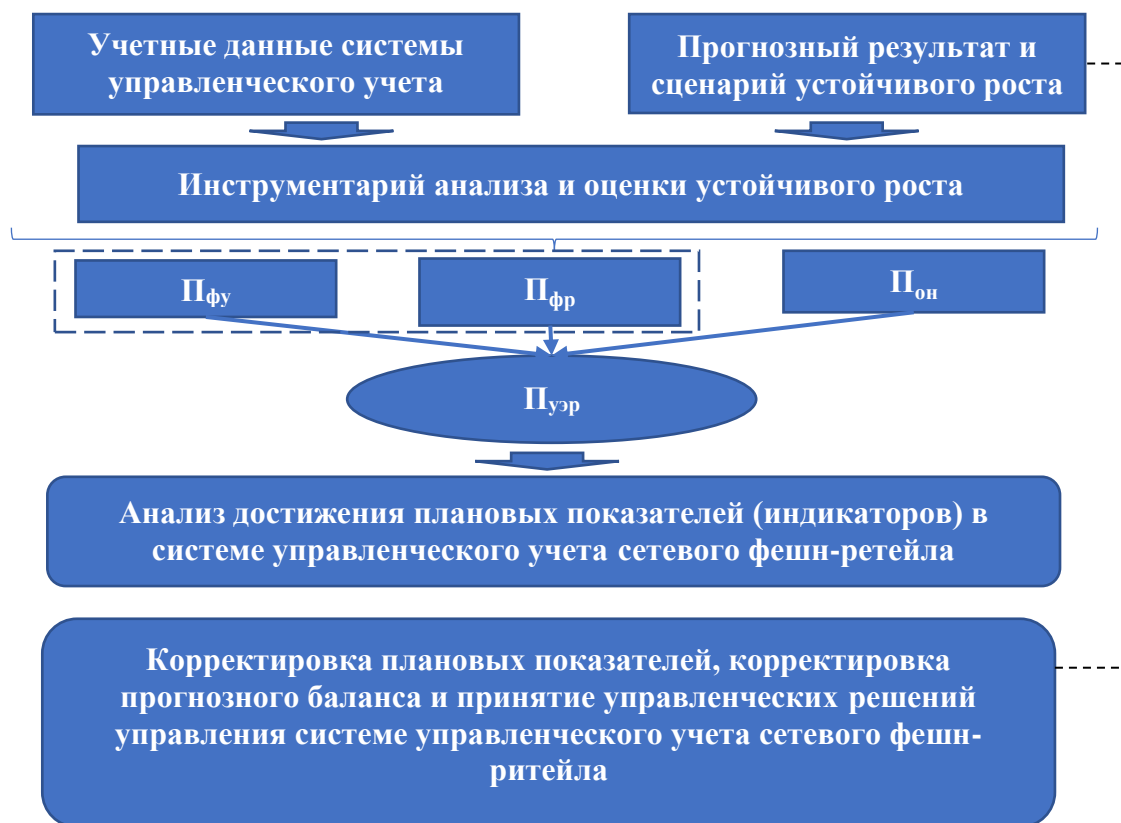 Учетные данные системы
управленческого учета
Прогнозный результат и
сценарий устойчивого роста
Инструментарий анализа и оценки устойчивого роста
Пфу
Пфр
Пон
Пуэр
Анализ достижения плановых показателей (индикаторов) в
системе управленческого учета сетевого фешн-ретейла
Корректировка плановых показателей, корректировка
прогнозного баланса и принятие управленческих решений
управления системе управленческого учета сетевого фешн-
ритейла